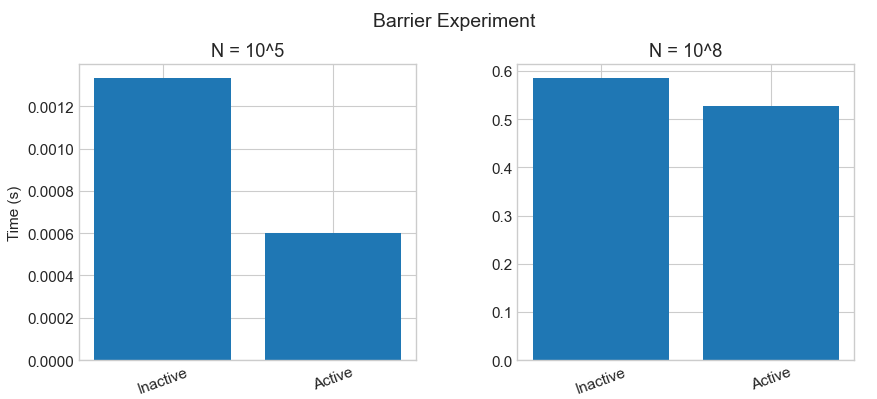 Barrier Experiment
N = 10^5
Time (s)
0.0012
0.0010
0.0008
0.0006
0.0004
0.0002
0.0000
Inactive
Active
N = 10^8
0.6
0.5
0.4
0.3
0.2
0.1
0.0
Inactive
Active